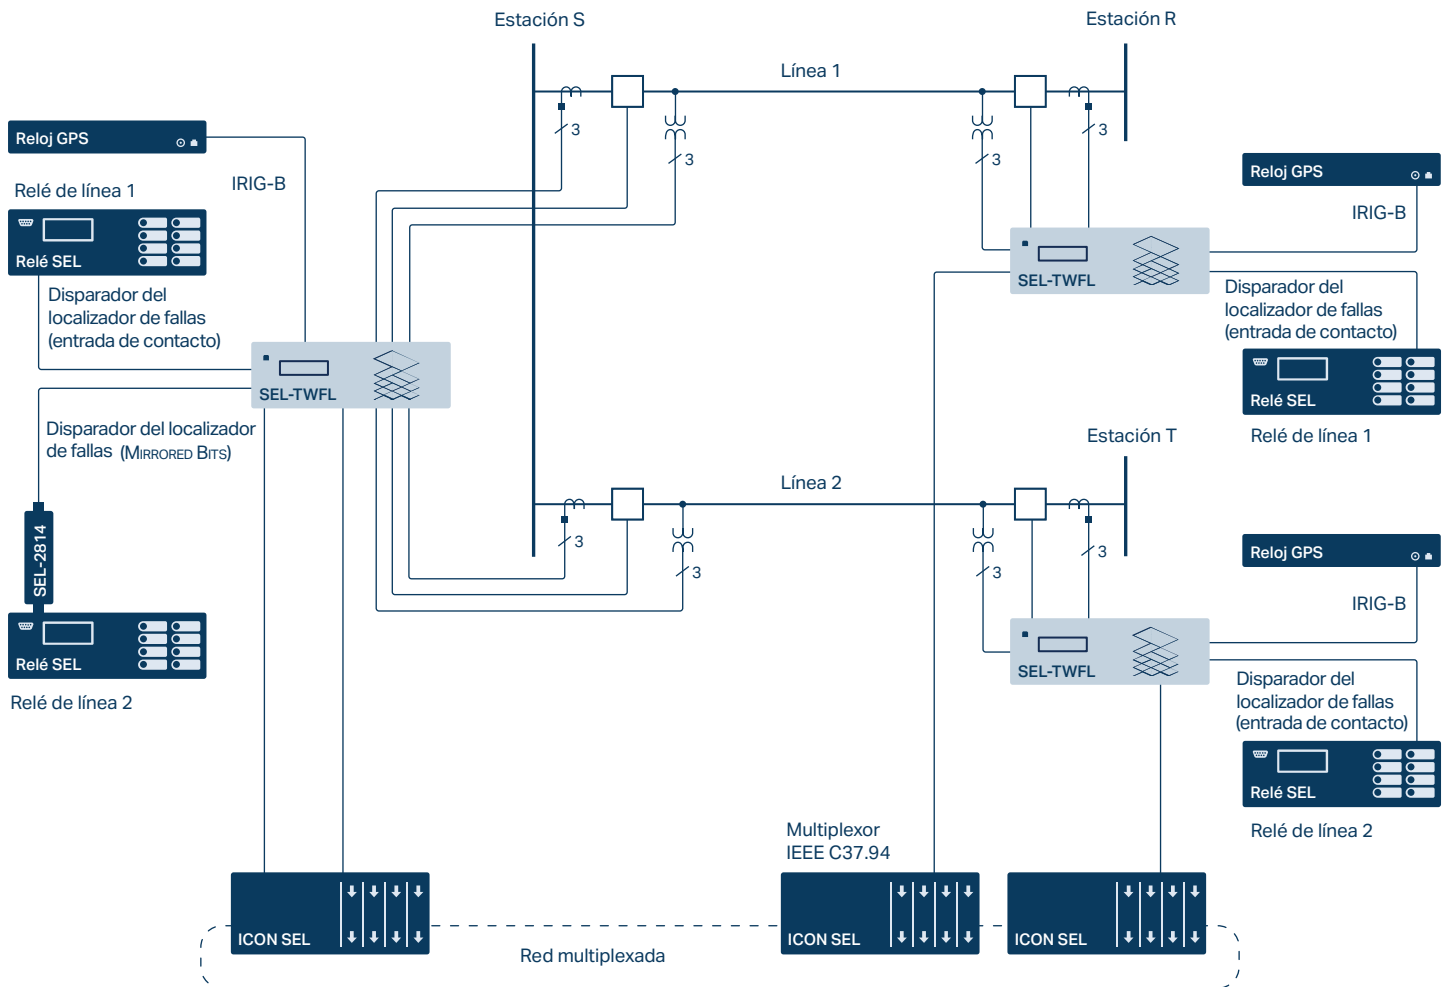 Estación S
Estación R
Línea 1
3
3
3
3
Reloj GPS
IRIG-B
Relé de línea 1
Relé SEL
Disparador del
localizador de fallas
(entrada de contacto)
SEL-TWFL
Disparador del localizador
de fallas (MIRRORED BITS)
SEL-2814
Relé SEL
Relé de línea 2
Reloj GPS
IRIG-B
SEL-TWFL
Disparador del
localizador de fallas
(entrada de contacto)
Relé SEL
Relé de línea 1
Estación T
Línea 2
3
3
3
3
Reloj GPS
IRIG-B
SEL-TWFL
Disparador del
localizador de fallas
(entrada de contacto)
Relé SEL
Relé de línea 2
Multiplexor
IEEE C37.94
ICON SEL
ICON SEL
ICON SEL
Red multiplexada